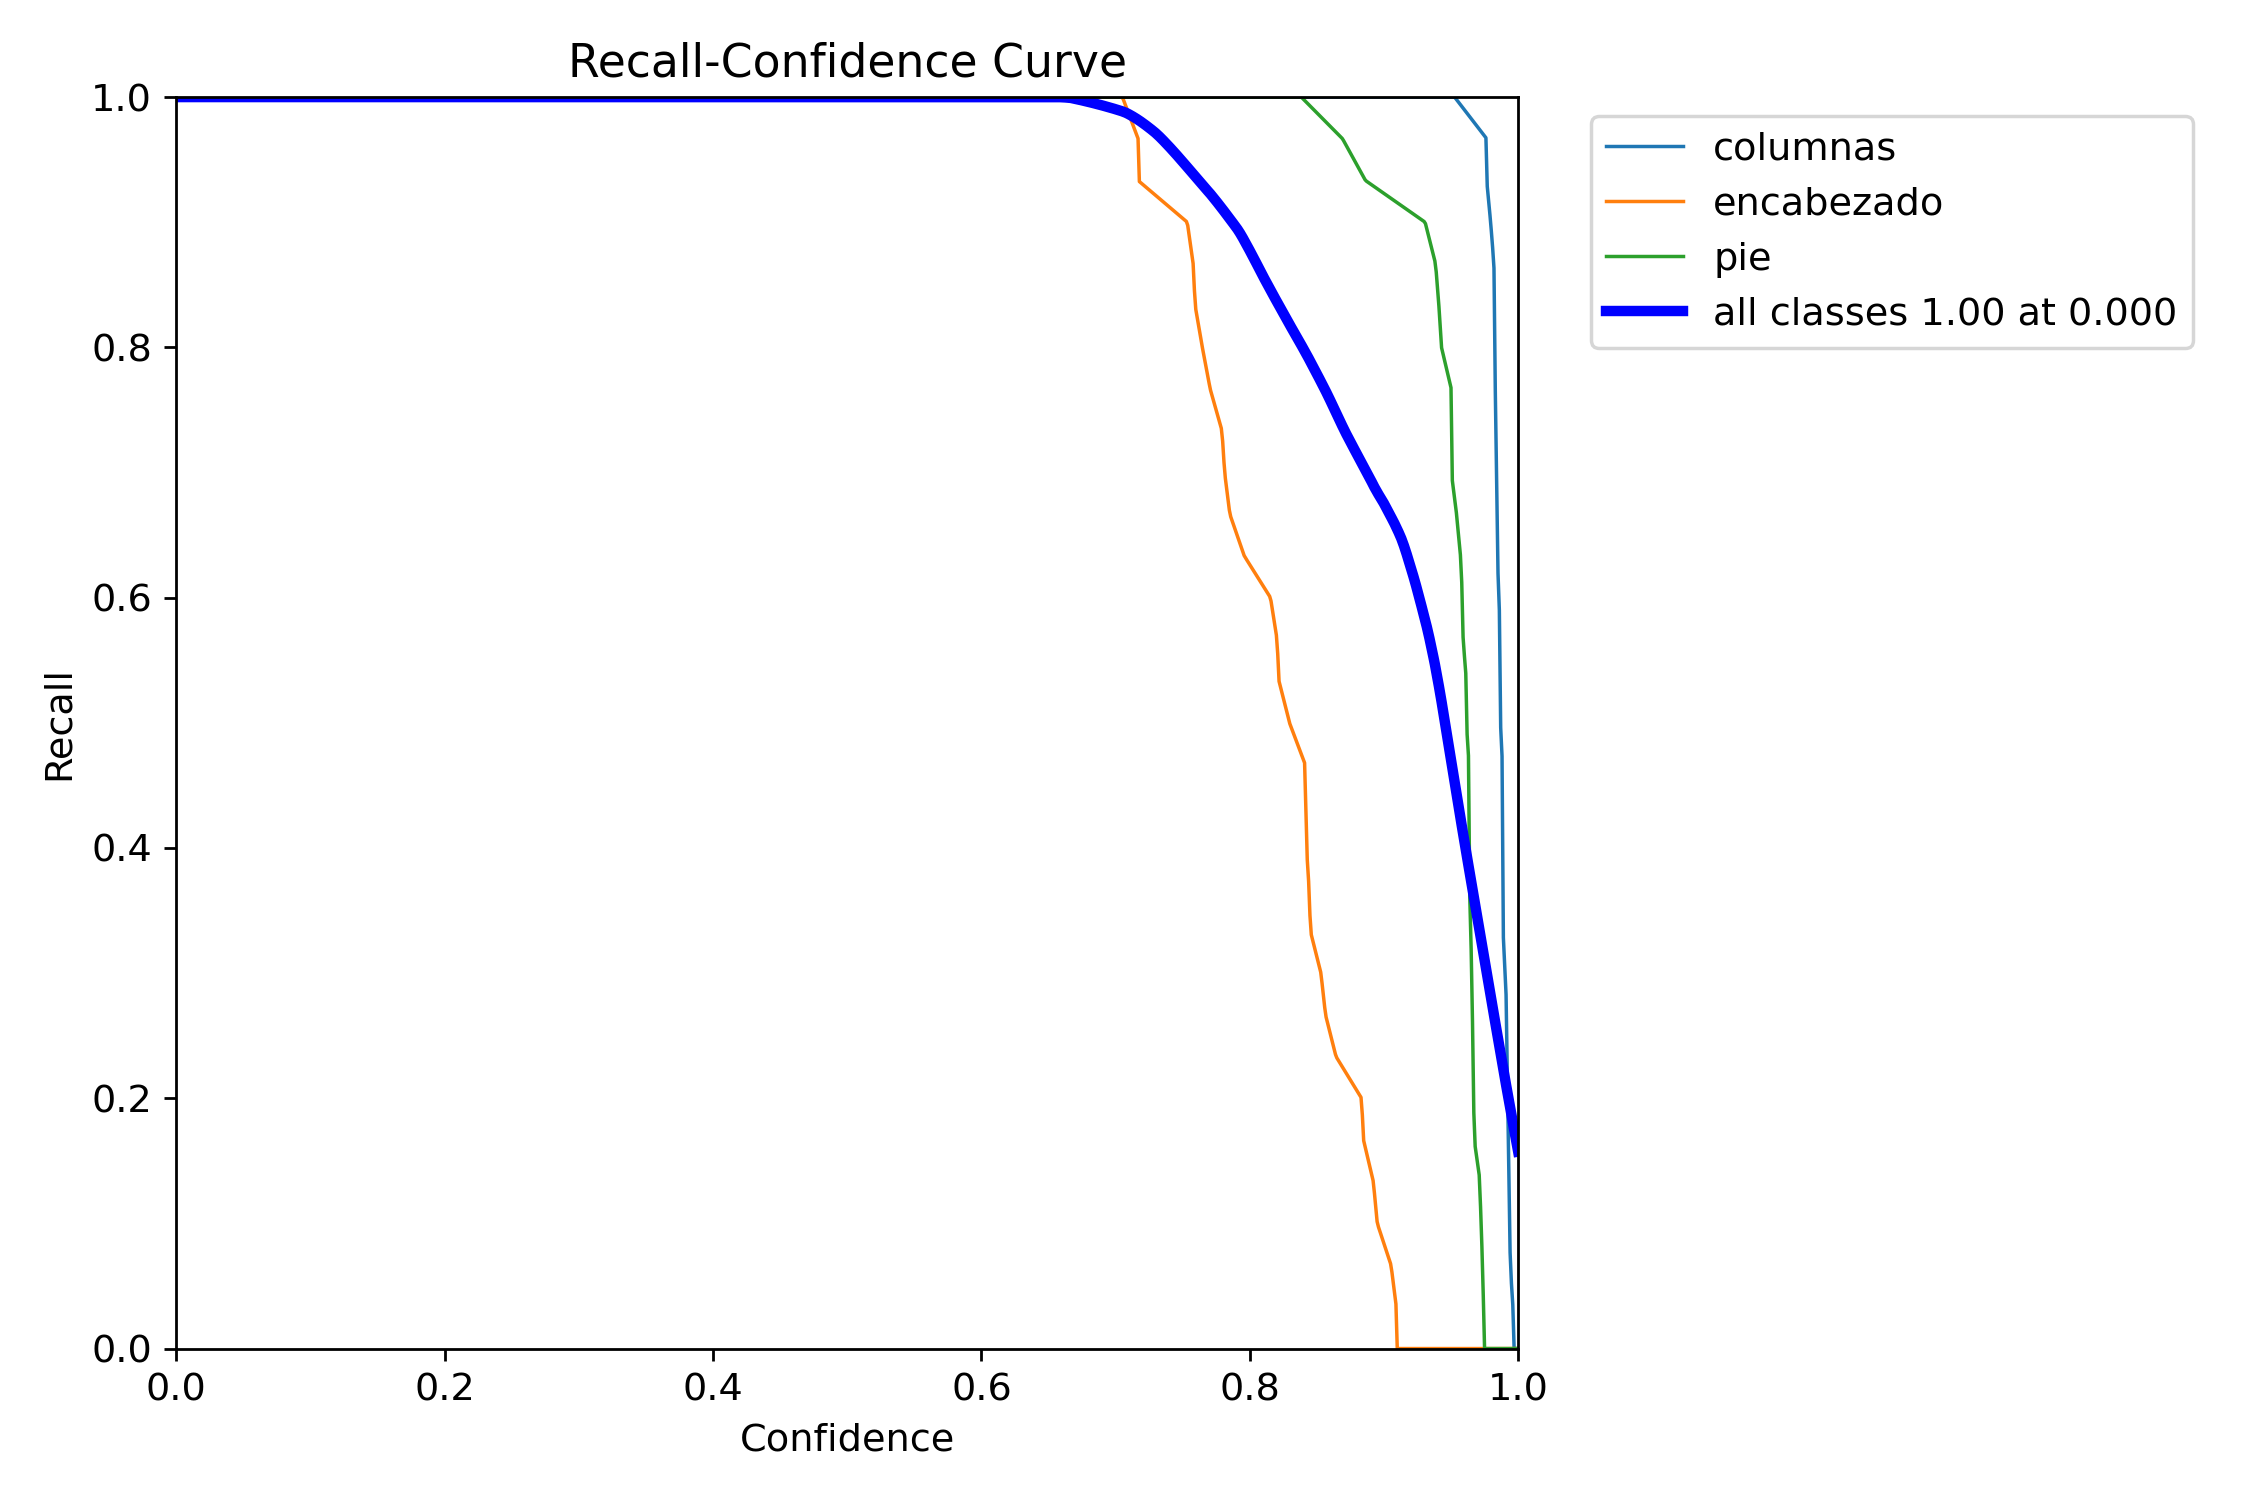 Recall-Confidence Curve
1.0
0.8
0.6
0.4
0.2
0.0
Recall
0.0 0.2 0.4 0.6 0.8 1.0
Confidence
columnas
encabezado
pie
all classes 1.00 at 0.000